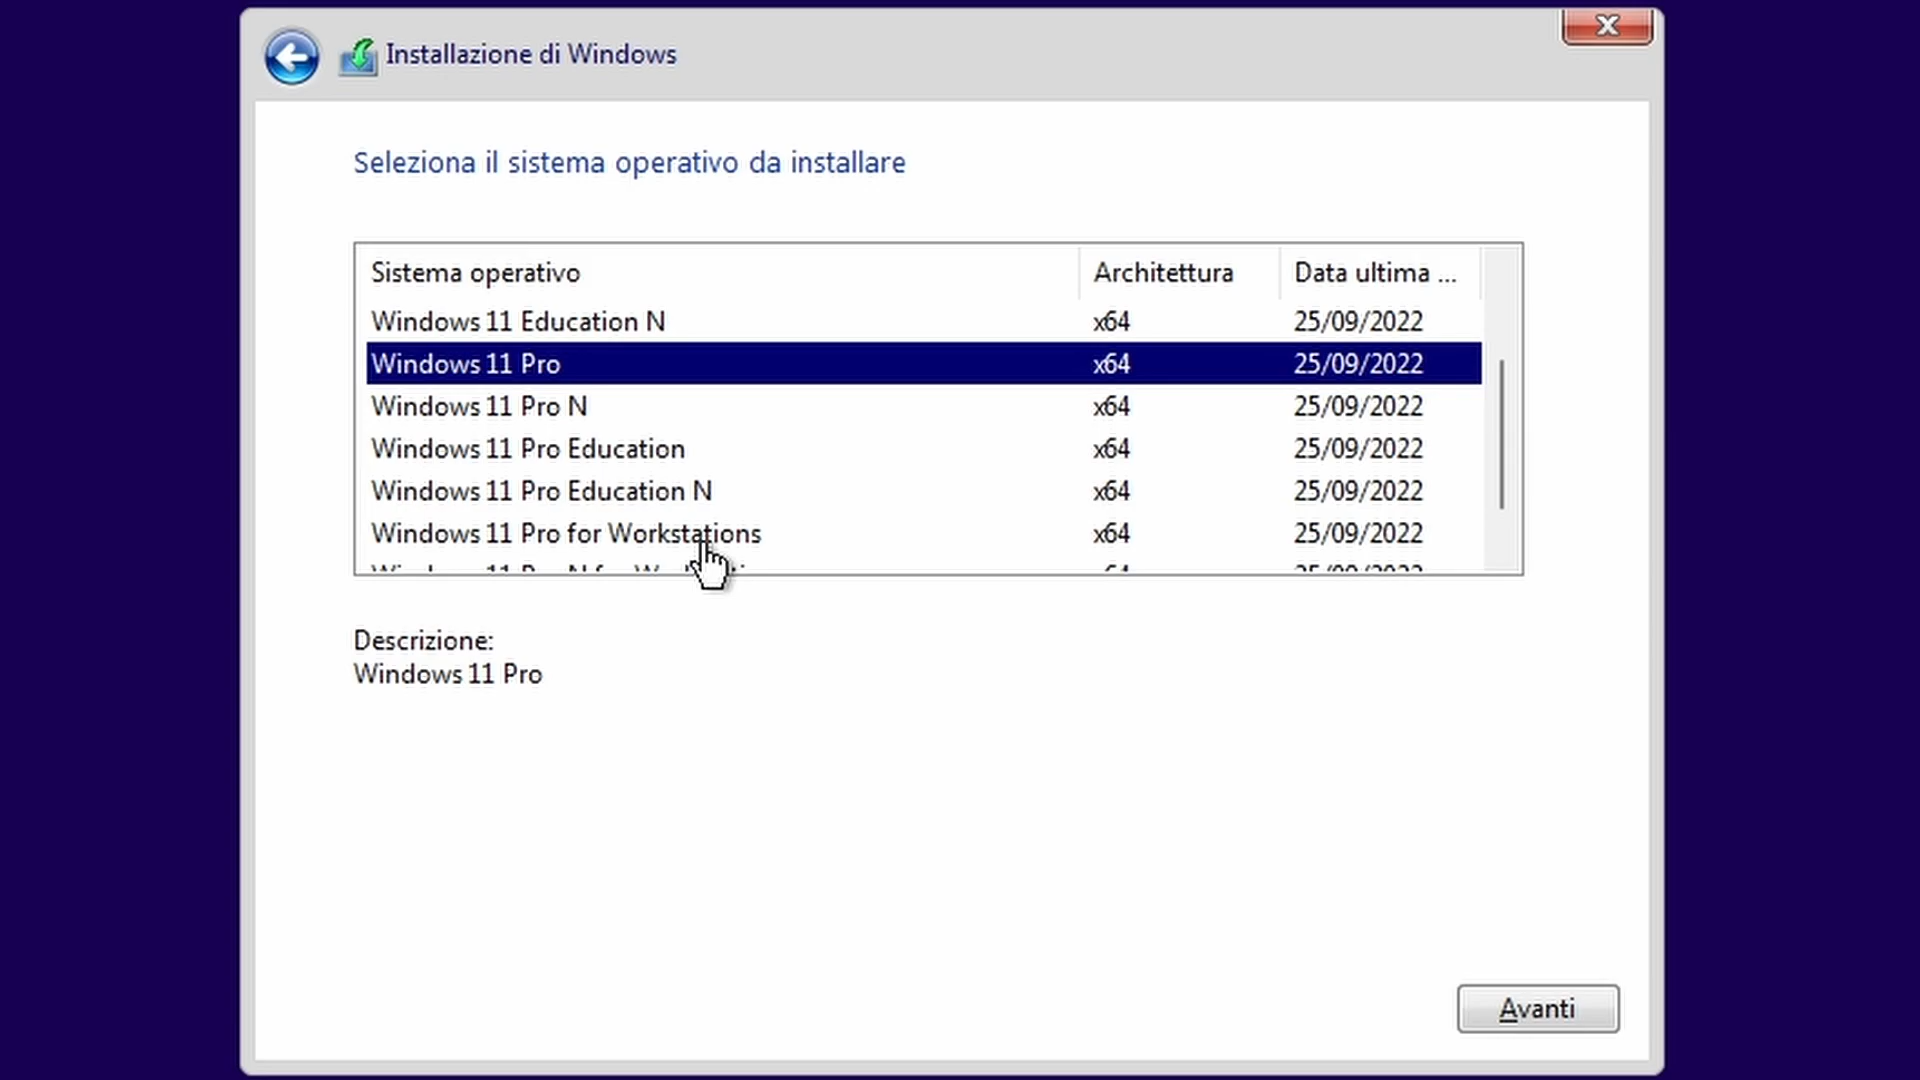 Installazione di Windows
Seleziona il sistema operativo da installare
Sistema operativo Architettura Data ultima ...
Windows 11 Education N x64 25/09/2022
Windows 11 Pro x64 25/09/2022
Windows 11 Pro N x64 25/09/2022
Windows 11 Pro Education x64 25/09/2022
Windows 11 Pro Education N x64 25/09/2022
Windows 11 Pro for Workstations x64 25/09/2022
Descrizione:
Windows 11 Pro
Avanti